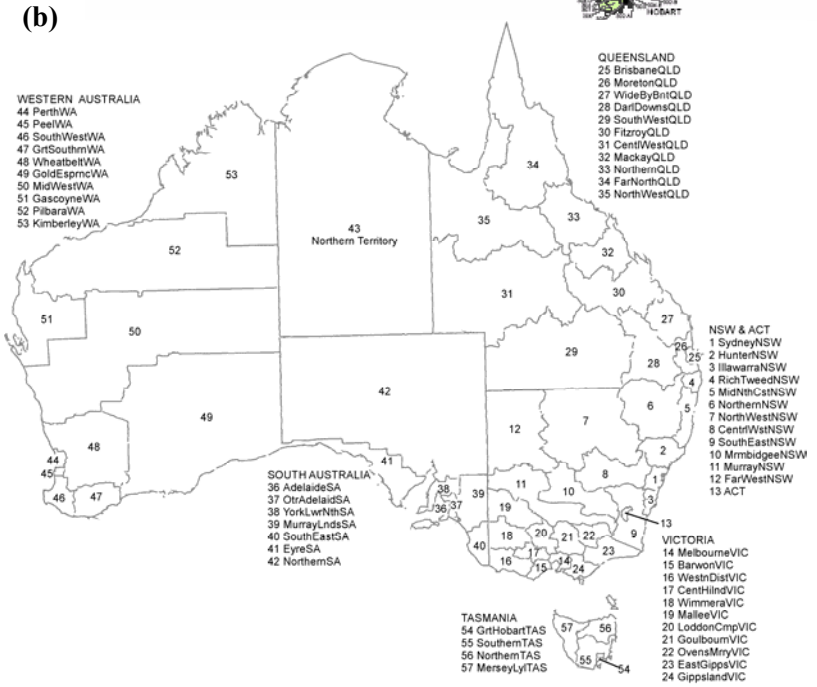 (b)
HOBART
WESTERN AUSTRALIA
44 PerthWA
45 PeelWA
46 SouthWestWA
47 GrtSouthrnWA
48 WheatbeltWA
49 GoldEsprncWA
50 MidWestWA
51 GascoyneWA
52 PilbaraWA
53 KimberleyWA
QUEENSLAND
25 BrisbaneQLD
26 MoretonQLD
27 WideByBntQLD
28 DarlDownsQLD
29 SouthWestQLD
30 FitzroyQLD
31 CentlWestQLD
32 MackayQLD
33 NorthernQLD
34 FarNorthQLD
35 NorthWestQLD
53
34
43
Northern Territory
35
33
52
32
31
30
51
50
27
29
28
26
25
NSW & ACT
1 SydneyNSW
2 HunterNSW
3 IllawarraNSW
4 RichTweedNSW
5 MidNthCstNSW
6 NorthernNSW
7 NorthWestNSW
8 CentrlWstNSW
9 SouthEastNSW
10 MrmbidgeeNSW
11 MurrayNSW
12 FarWestNSW
13 ACT
42
4
6
5
49
12
7
48
2
44
45
41
46
47
8
1
SOUTH AUSTRALIA
36 AdelaideSA
37 OtrAdelaidSA
38 YorkLwrNthSA
39 MurrayLndsSA
40 SouthEastSA
41 EyreSA
42 NorthernSA
38
39
11
10
3
36
37
19
13
40
18
20
21
22
9
23
16
17
15
14
24
VICTORIA
14 MelbourneVIC
15 BarwonVIC
16 WestnDistVIC
17 CentHilndVIC
18 WimmeraVIC
19 MalleeVIC
20 LoddonCmpVIC
21 GoulbournVIC
22 OvensMrryVIC
23 EastGippsVIC
24 GippslandVIC
TASMANIA
54 GrtHobartTAS
55 SouthernTAS
56 NorthernTAS
57 MerseyLylTAS
57
56
55
54